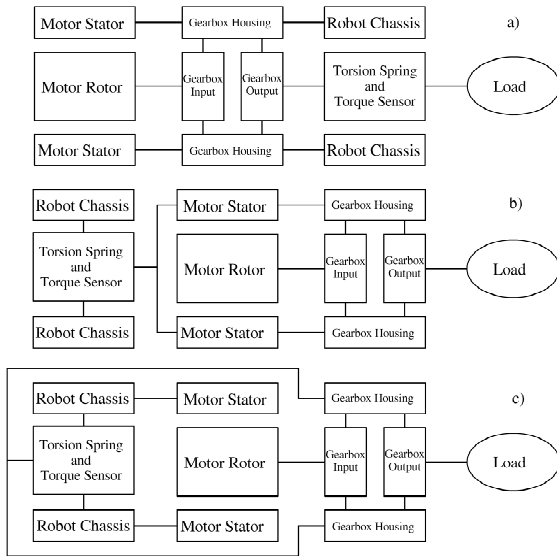 Motor Stator Gearbox Housing Robot Chassis a)
Motor Rotor Gearbox Input Gearbox Output Torsion Spring and Torque Sensor Load
Motor Stator Gearbox Housing Robot Chassis
Robot Chassis Motor Stator Gearbox Housing b)
Torsion Spring and Torque Sensor Motor Rotor Gearbox Input Gearbox Output Load
Robot Chassis Motor Stator Gearbox Housing
Robot Chassis Motor Stator Gearbox Housing c)
Torsion Spring and Torque Sensor Motor Rotor Gearbox Input Gearbox Output Load
Robot Chassis Motor Stator Gearbox Housing